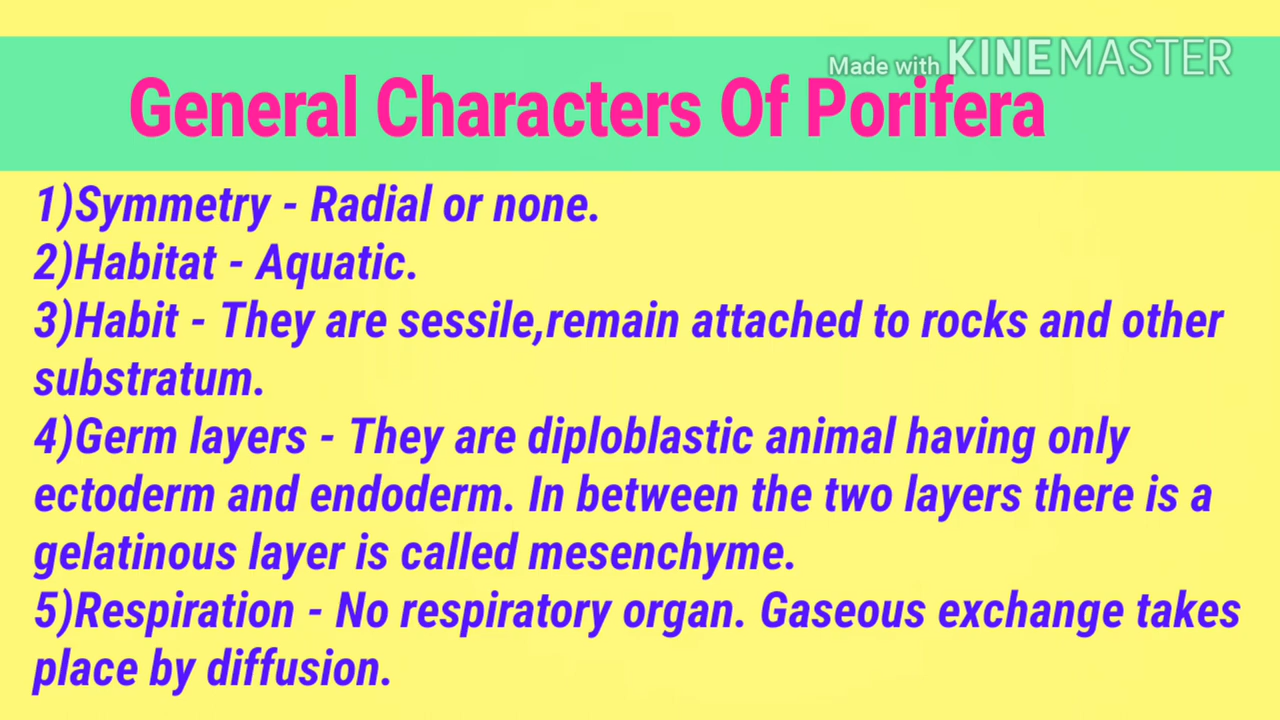 Made with KINEMASTER
General Characters Of Porifera
1)Symmetry - Radial or none.
2)Habitat - Aquatic.
3)Habit - They are sessile,remain attached to rocks and other
substratum.
4)Germ layers - They are diploblastic animal having only
ectoderm and endoderm. In between the two layers there is a
gelatinous layer is called mesenchyme.
5)Respiration - No respiratory organ. Gaseous exchange takes
place by diffusion.